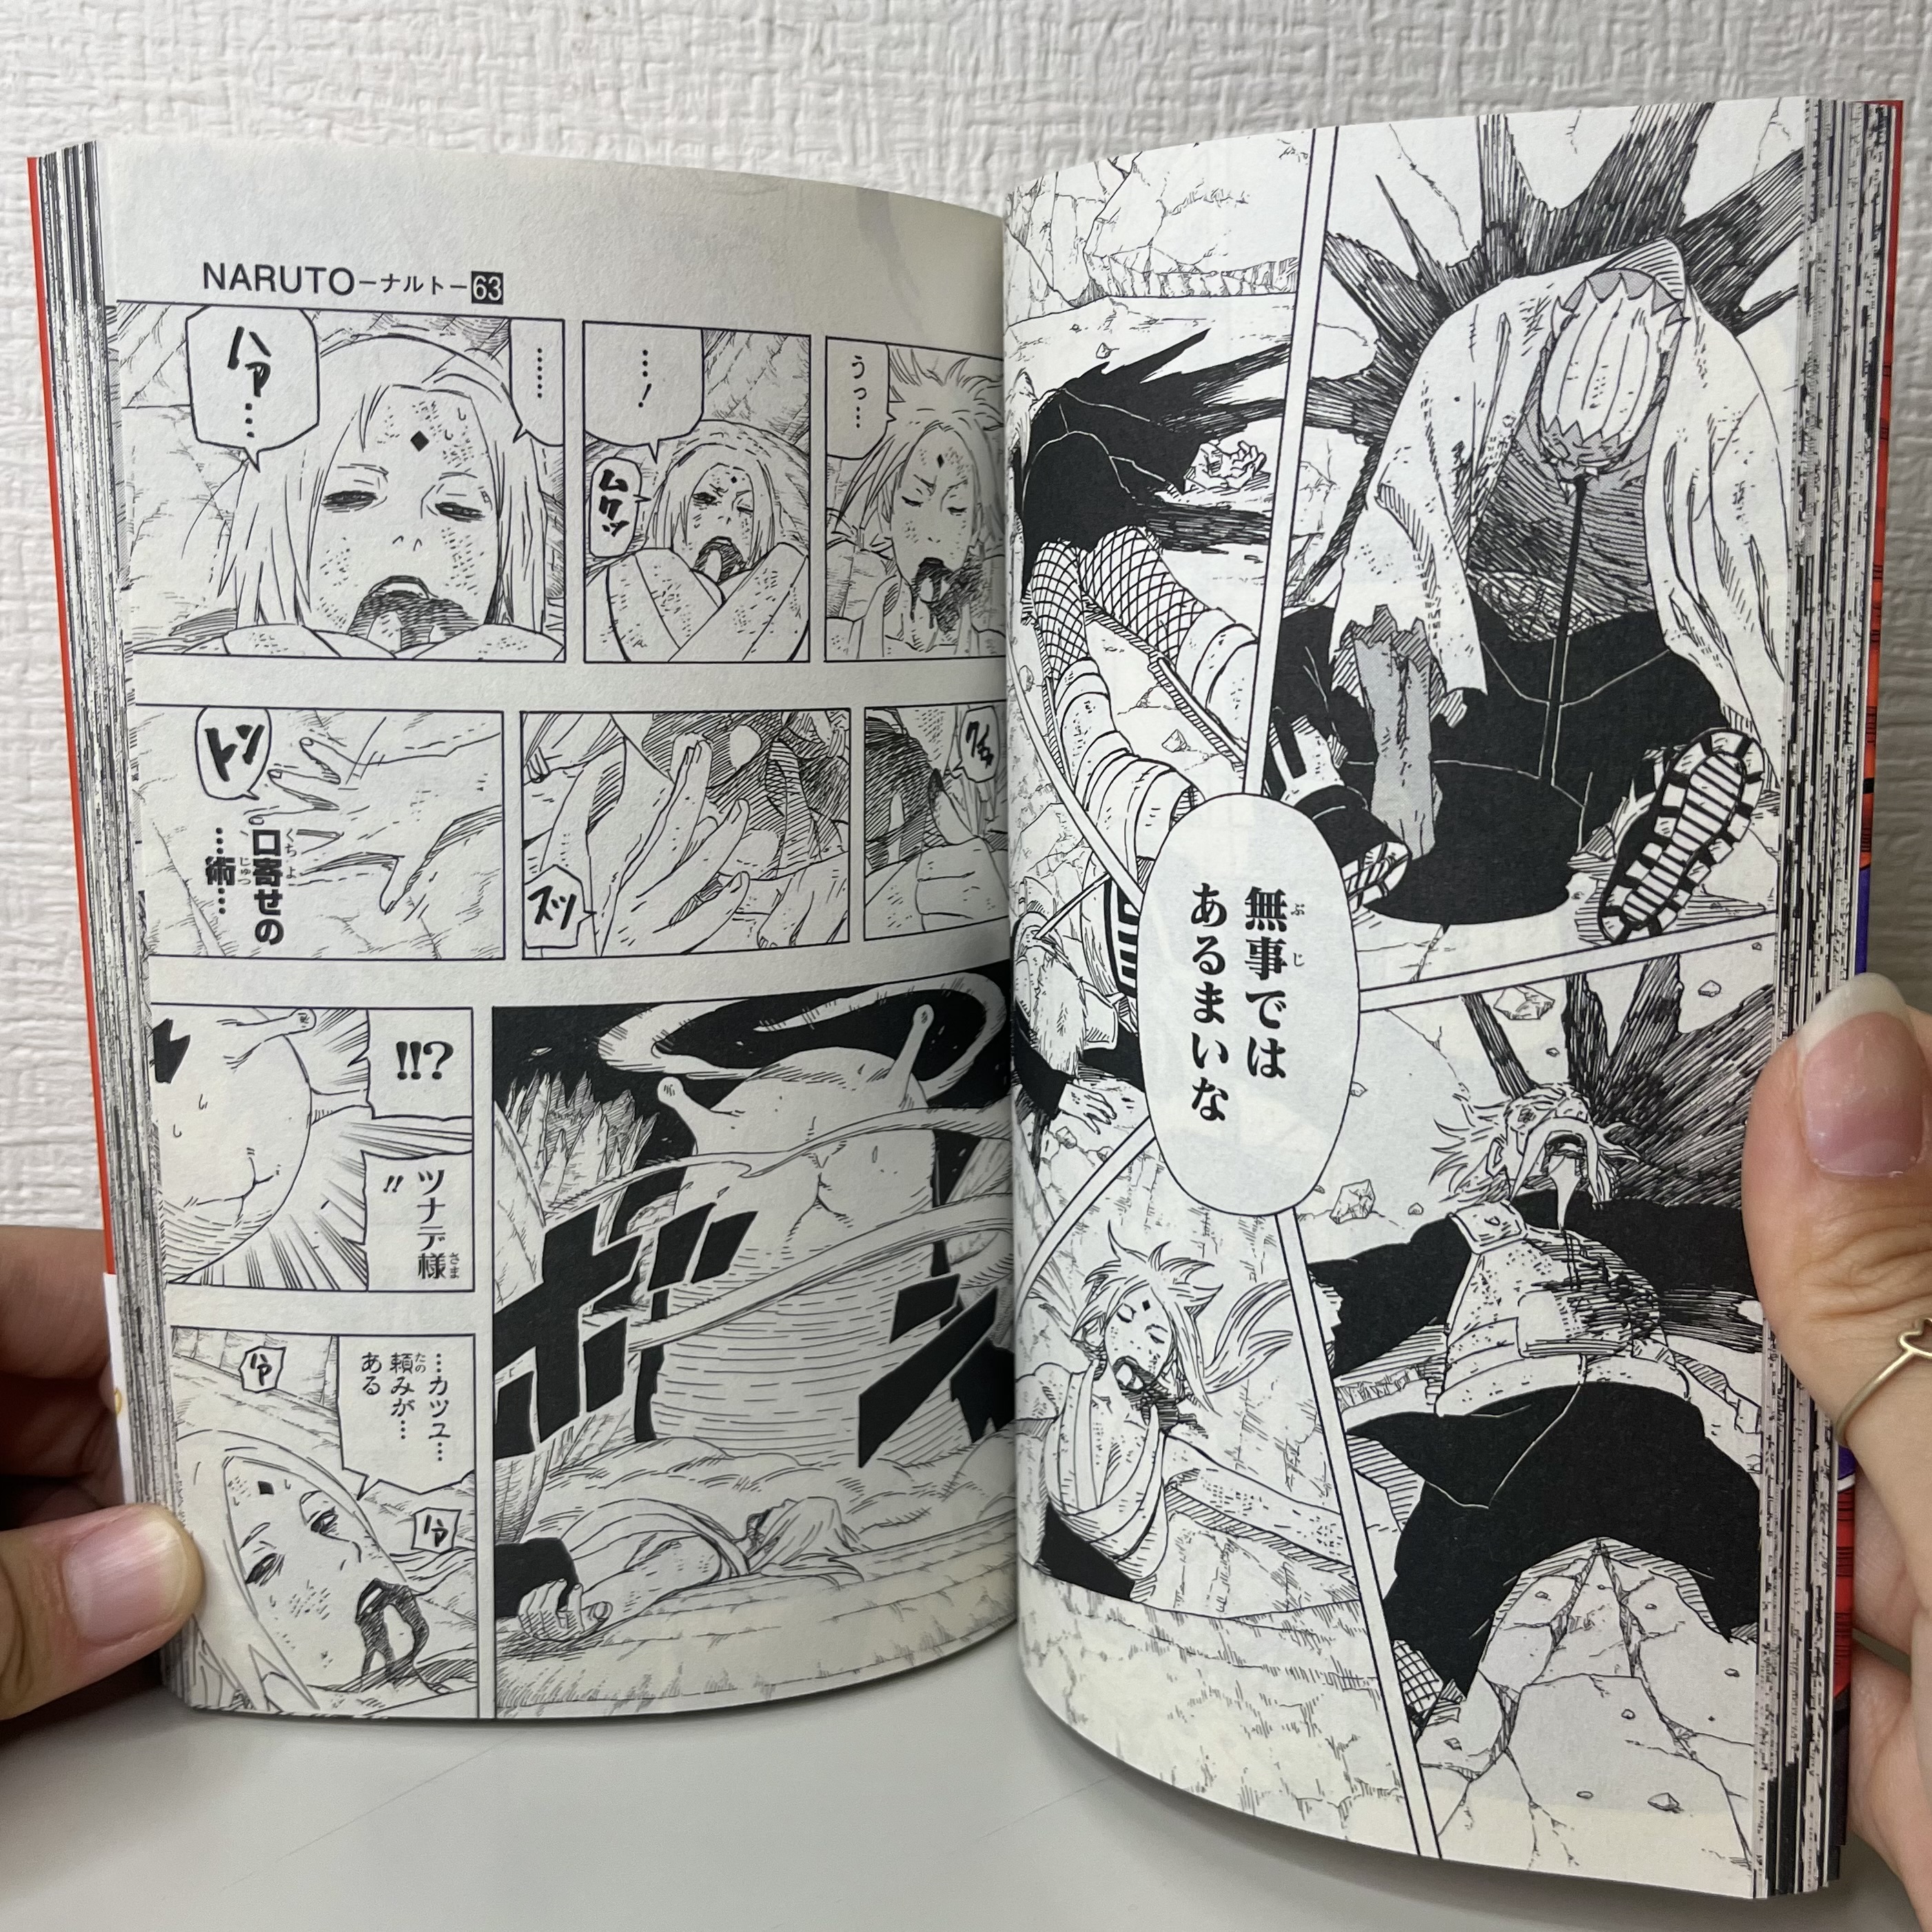 無事では
あるまいな
NARUTO―ナルト―63
うっ…
…！
ムクッ
……
ハァ…
ズッ
トン
口寄せの
…術…
ボン
!!?
ツナデ様
!!
…カツユ…
頼みが…
ある
ハァ
ハァ